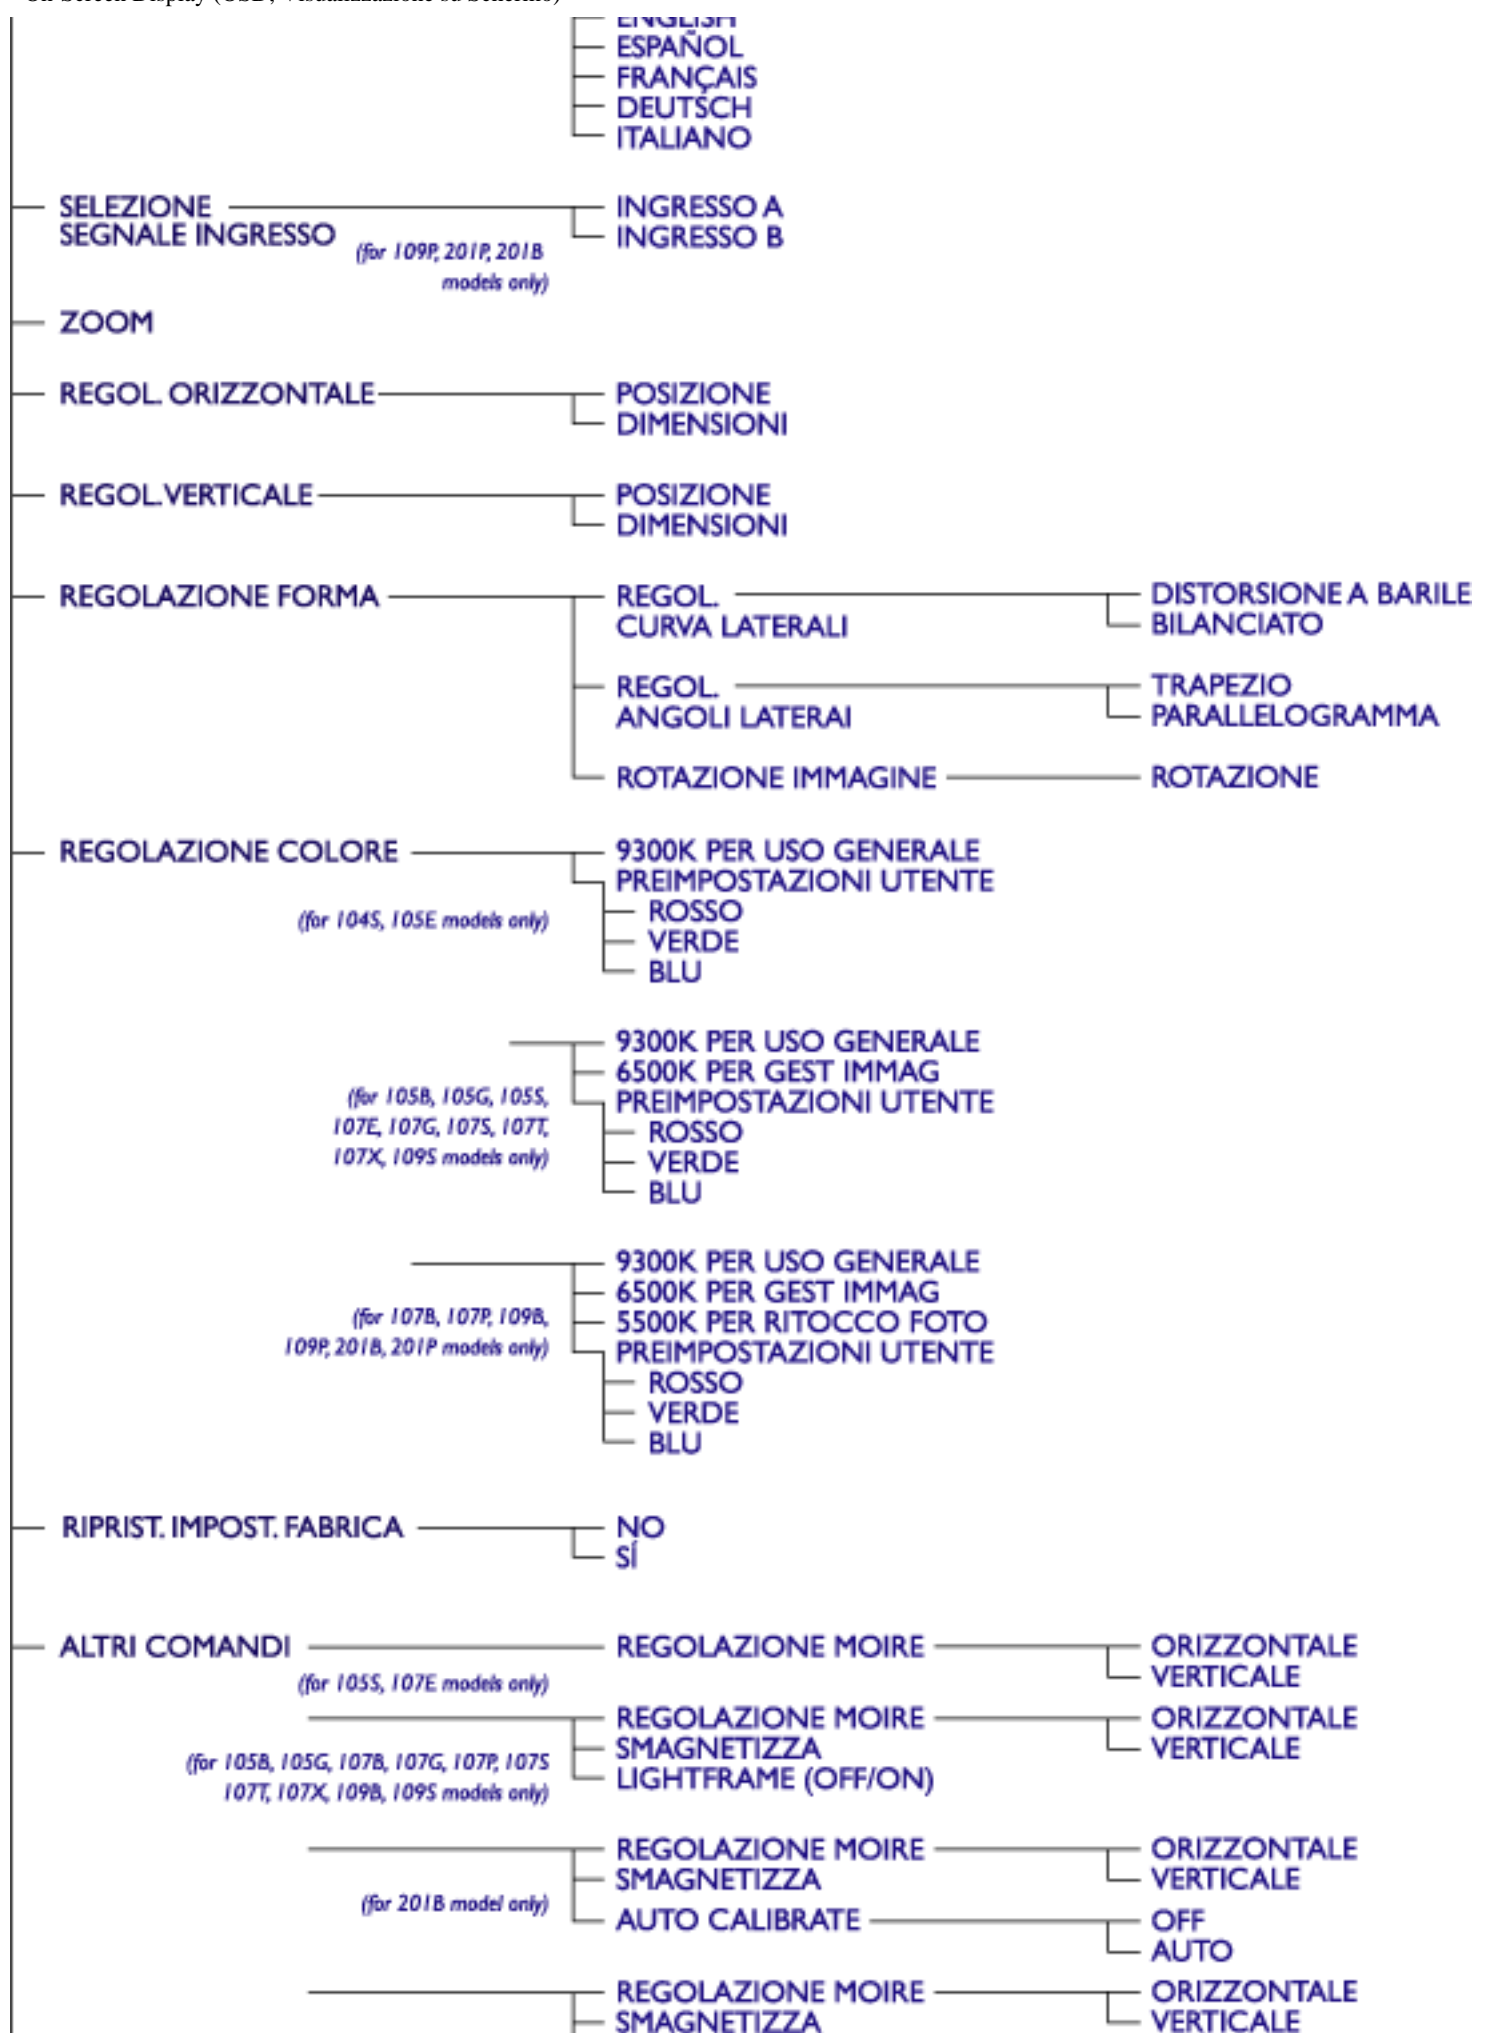 On-Screen Display (OSD, Visualizzazione su Schermo)
ENGLISH
ESPAÑOL
FRANÇAIS
DEUTSCH
ITALIANO
SELEZIONE
SEGNALE INGRESSO
(for 109P, 201P, 201B
models only)
INGRESSO A
INGRESSO B
ZOOM
REGOL. ORIZZONTALE
POSIZIONE
DIMENSIONI
REGOL. VERTICALE
POSIZIONE
DIMENSIONI
REGOLAZIONE FORMA
REGOL.
CURVA LATERALI
DISTORSIONE A BARILE
BILANCIATO
REGOL.
ANGOLI LATERAI
TRAPEZIO
PARALLELOGRAMMA
ROTAZIONE IMMAGINE
ROTAZIONE
REGOLAZIONE COLORE
(for 104S, 105E models only)
9300K PER USO GENERALE
PREIMPOSTAZIONI UTENTE
ROSSO
VERDE
BLU
(for 105B, 105G, 105S,
107E, 107G, 107S, 107T,
107X, 109S models only)
9300K PER USO GENERALE
6500K PER GEST IMMAG
PREIMPOSTAZIONI UTENTE
ROSSO
VERDE
BLU
(for 107B, 107P, 109B,
109P, 201B, 201P models only)
9300K PER USO GENERALE
6500K PER GEST IMMAG
5500K PER RITOCCO FOTO
PREIMPOSTAZIONI UTENTE
ROSSO
VERDE
BLU
RIPRIST. IMPOST. FABRICA
NO
SÍ
ALTRI COMANDI
(for 105S, 107E models only)
REGOLAZIONE MOIRE
ORIZZONTALE
VERTICALE
(for 105B, 105G, 107B, 107G, 107P, 107S
107T, 107X, 109B, 109S models only)
REGOLAZIONE MOIRE
SMAGNETIZZA
LIGHTFRAME (OFF/ON)
ORIZZONTALE
VERTICALE
(for 201B model only)
REGOLAZIONE MOIRE
SMAGNETIZZA
ORIZZONTALE
VERTICALE
AUTO CALIBRATE
OFF
AUTO
REGOLAZIONE MOIRE
SMAGNETIZZA
ORIZZONTALE
VERTICALE